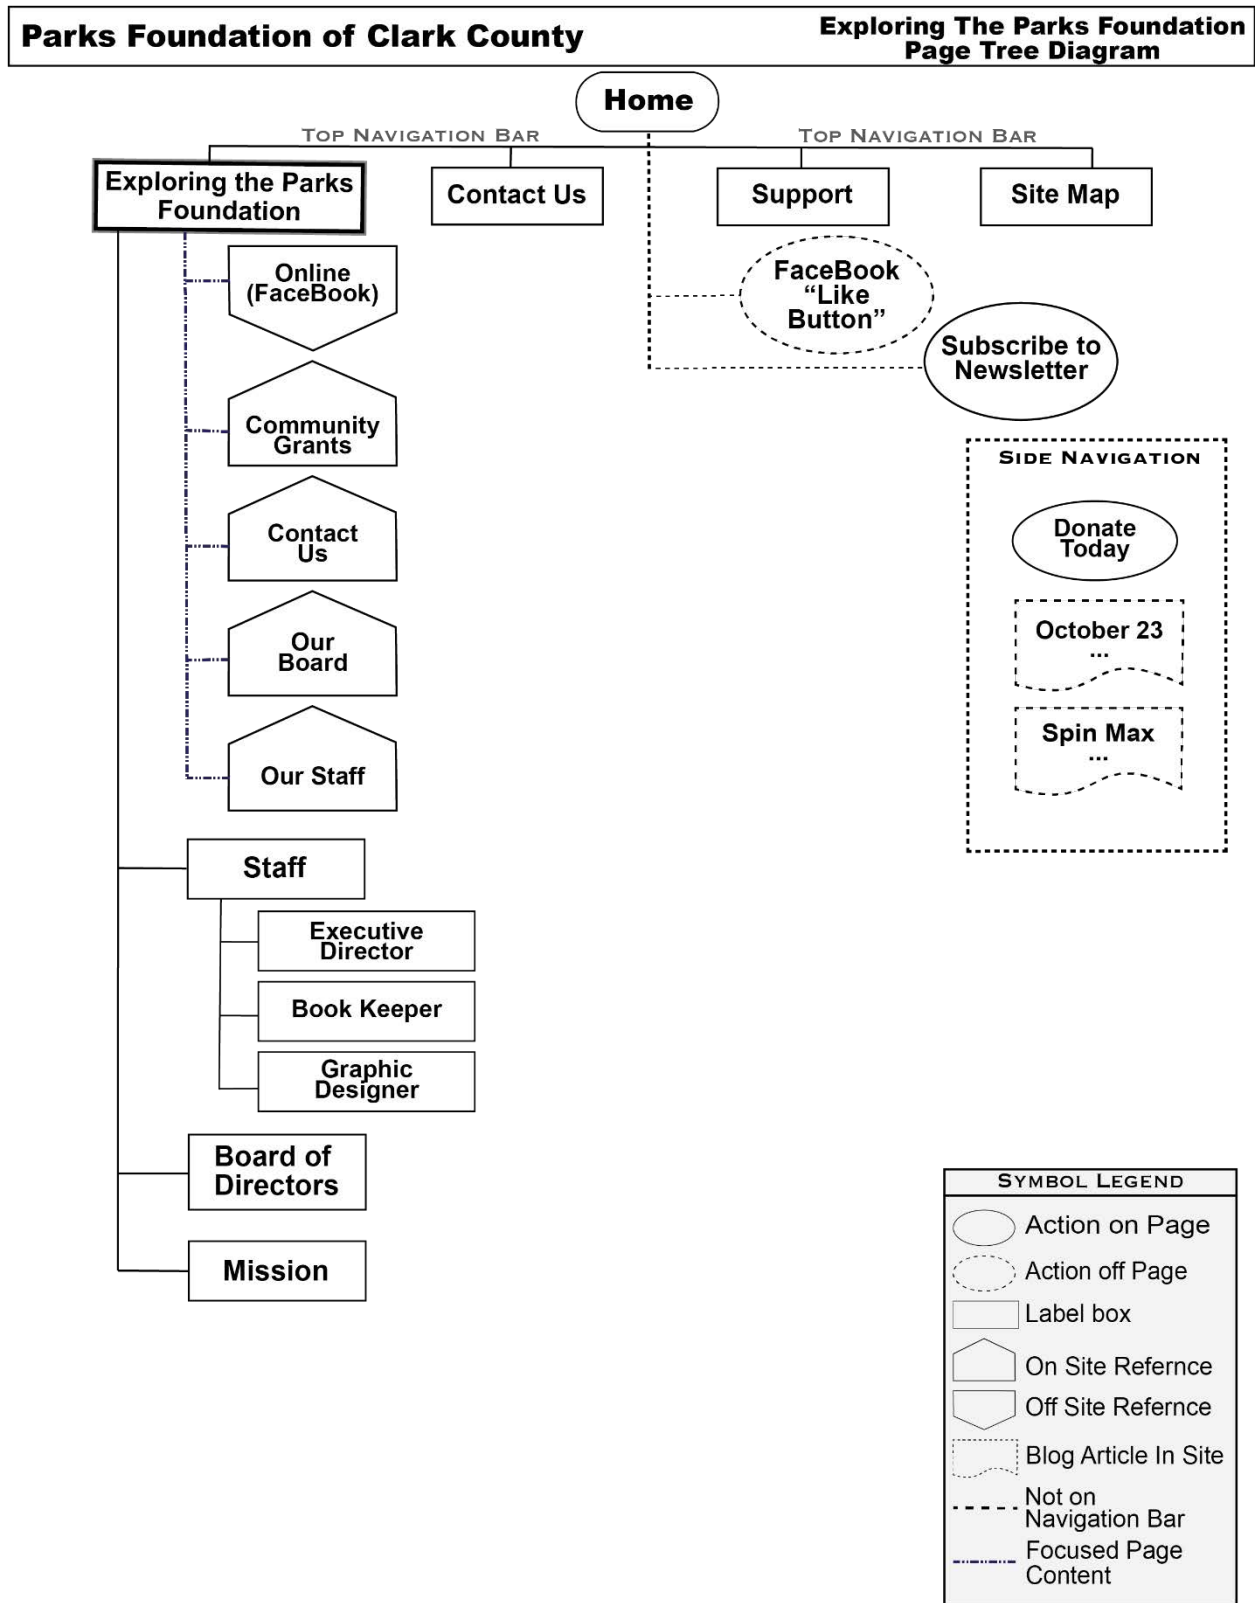 Parks Foundation of Clark County
Exploring The Parks Foundation
Page Tree Diagram
Home
TOP NAVIGATION BAR
TOP NAVIGATION BAR
Exploring the Parks
Foundation
Contact Us
Support
Site Map
Online
(FaceBook)
FaceBook
“Like
Button”
Subscribe to
Newsletter
Community
Grants
Contact
Us
Our
Board
Our Staff
SIDE NAVIGATION
Donate
Today
October 23
...
Spin Max
...
Staff
Executive
Director
Book Keeper
Graphic
Designer
Board of
Directors
Mission
SYMBOL LEGEND
Action on Page
Action off Page
Label box
On Site Refernce
Off Site Refernce
Blog Article In Site
Not on
Navigation Bar
Focused Page
Content